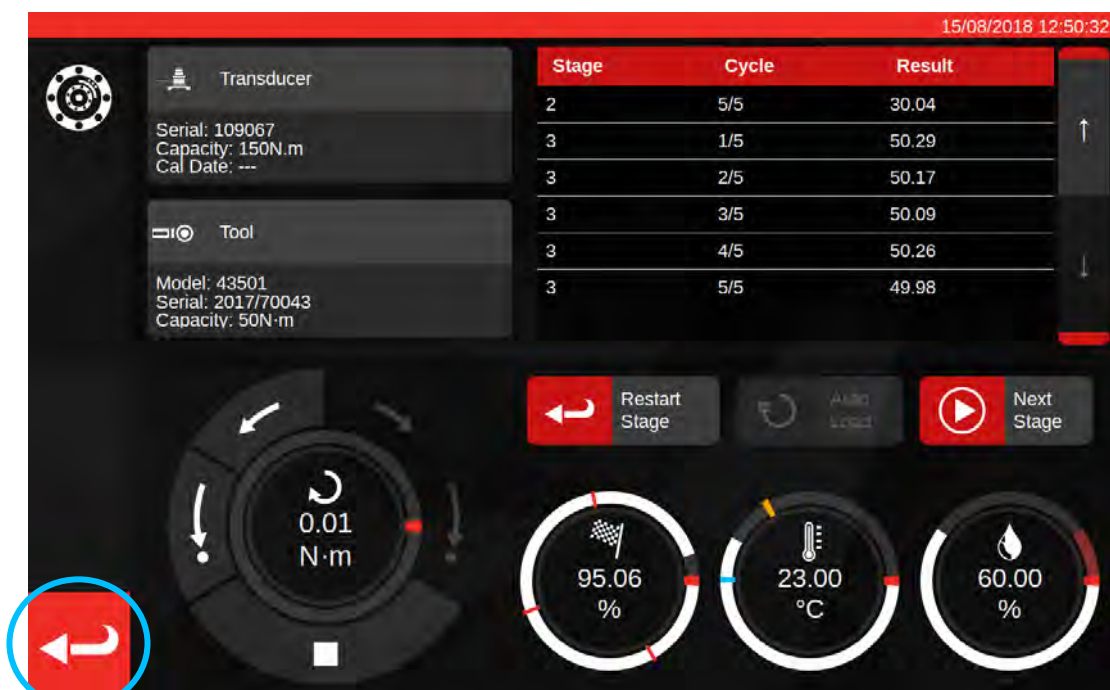 15/08/2018 12:50:32
Transducer
Serial: 109067
Capacity: 150N.m
Cal Date: ---
Tool
Model: 43501
Serial: 2017/70043
Capacity: 50N·m
Stage Cycle Result
2 5/5 30.04
3 1/5 50.29
3 2/5 50.17
3 3/5 50.09
3 4/5 50.26
3 5/5 49.98
Restart
Stage
Auto
Load
Next
Stage
0.01
N·m
95.06
%
23.00
°C
60.00
%